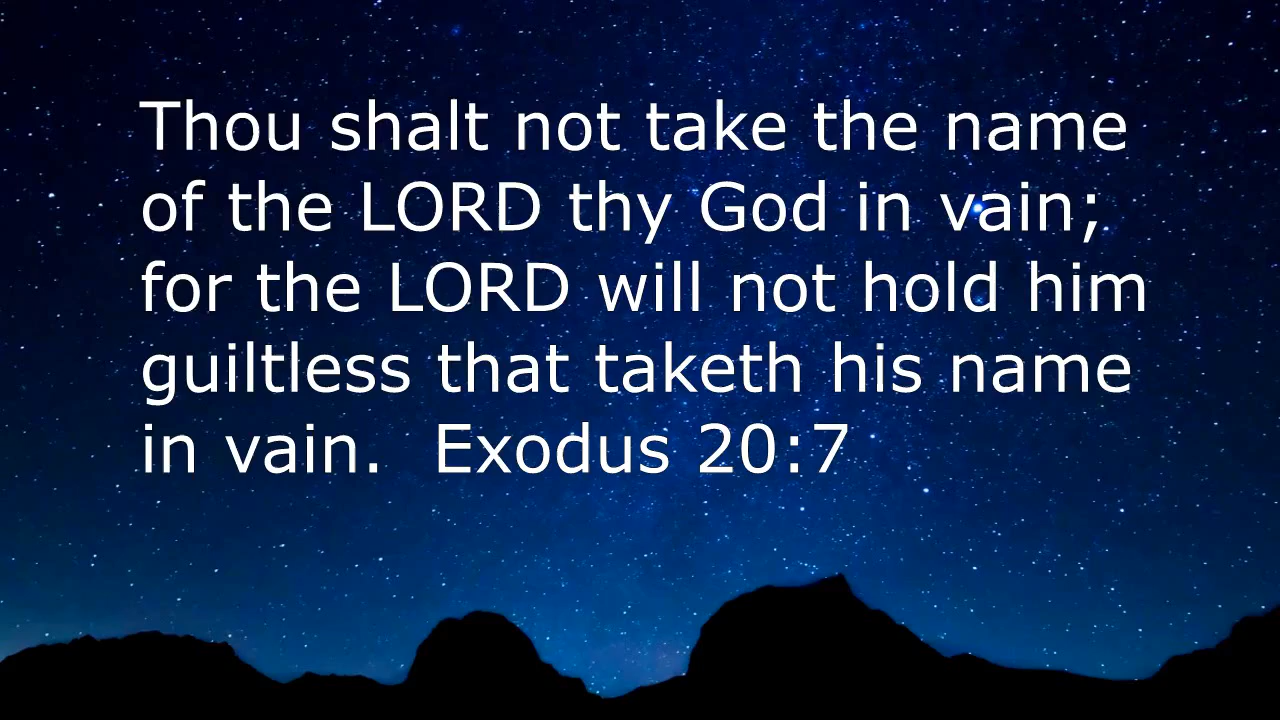 Thou shalt not take the name
of the LORD thy God in vain;
for the LORD will not hold him
guiltless that taketh his name
in vain.  Exodus 20:7